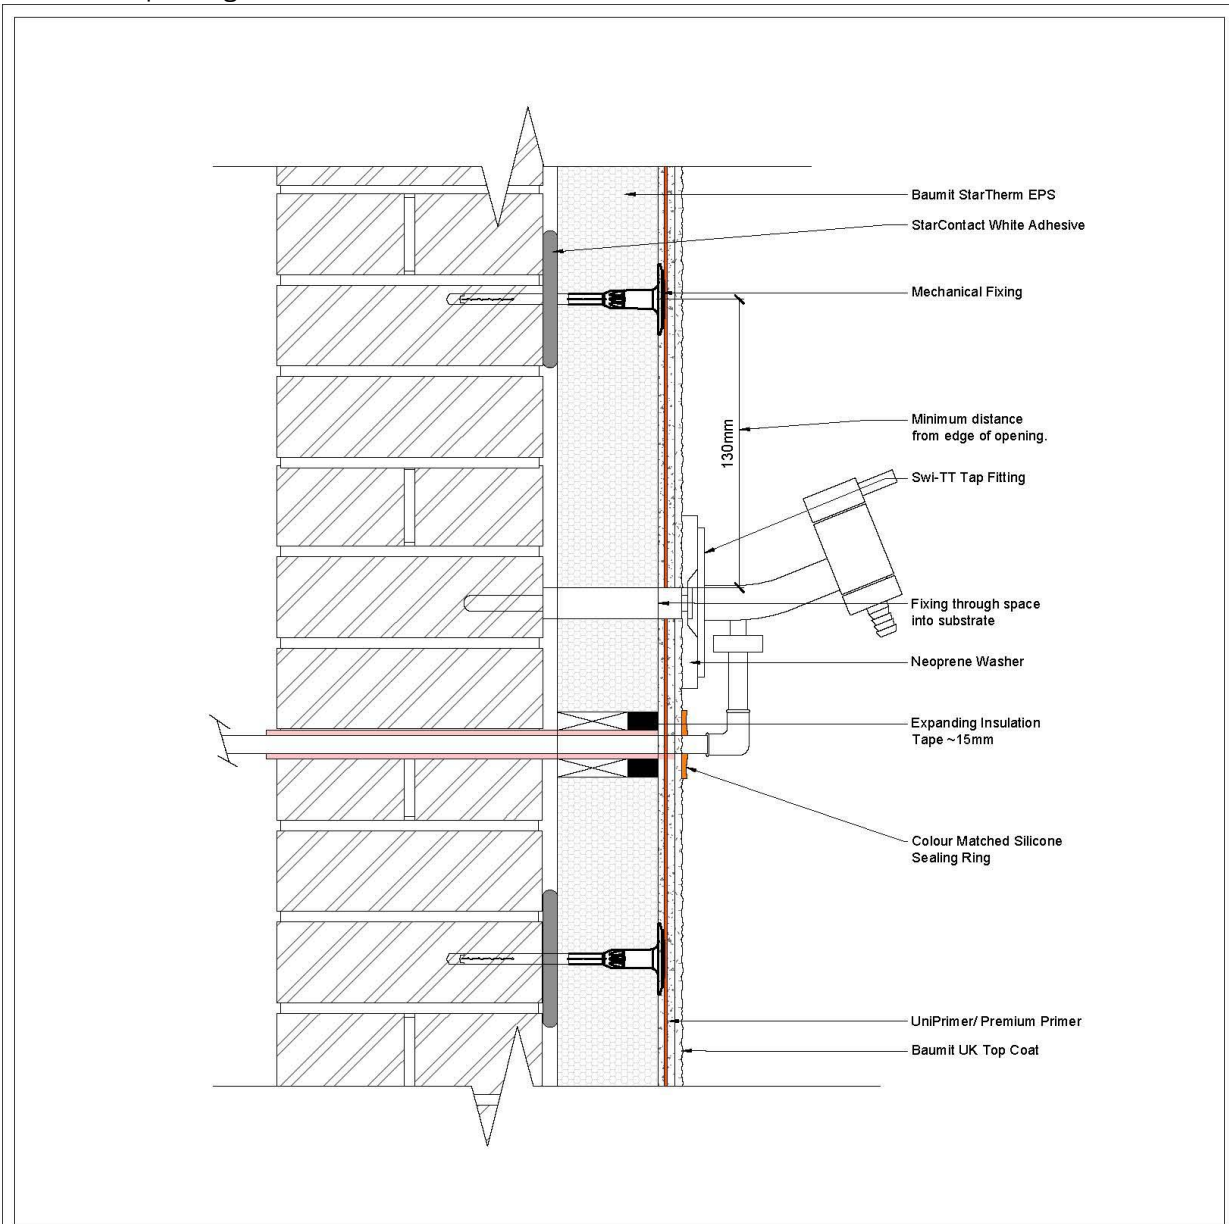 Baumit StarTherm EPS
StarContact White Adhesive
Mechanical Fixing
Minimum distance
from edge of opening.
130mm
Swi-TT Tap Fitting
Fixing through space
into substrate
Neoprene Washer
Expanding Insulation
Tape ~15mm
Colour Matched Silicone
Sealing Ring
UniPrimer/ Premium Primer
Baumit UK Top Coat